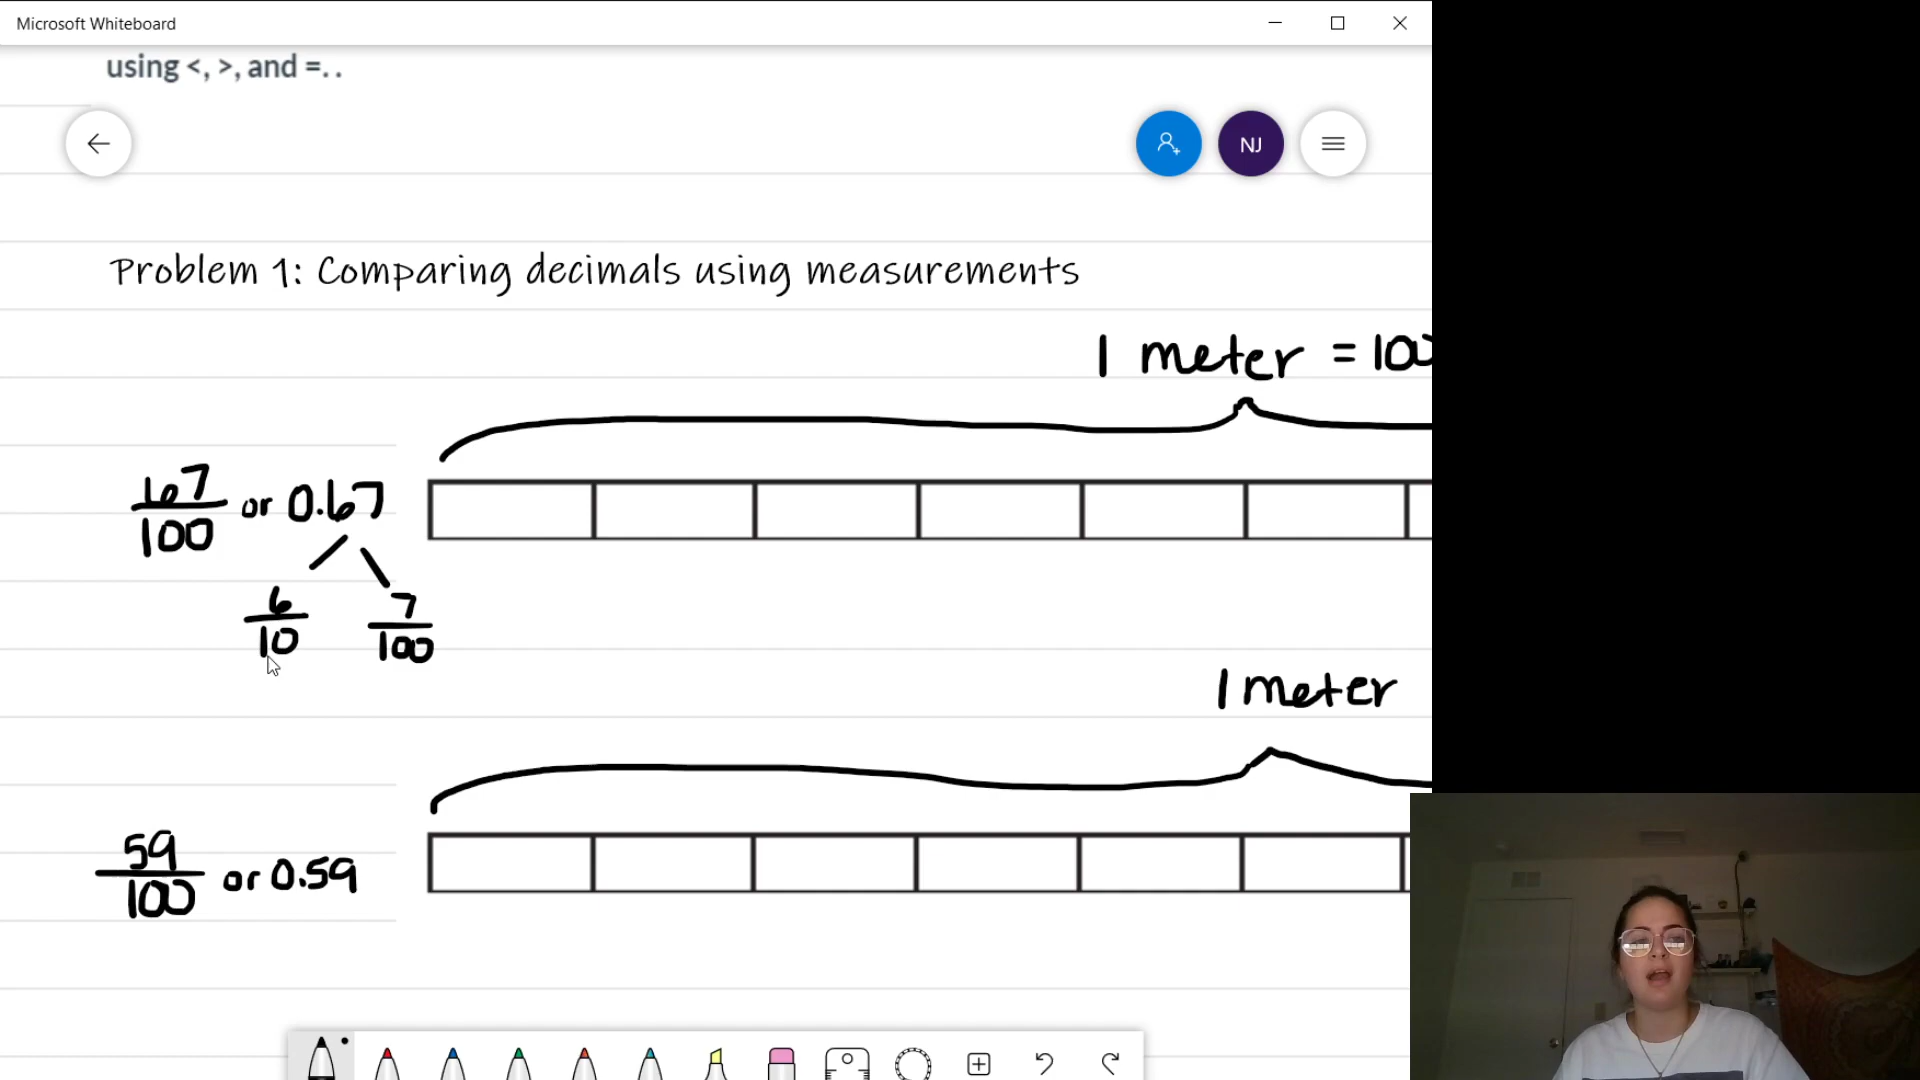 Microsoft Whiteboard
using <, >, and =. .
NJ
Problem 1: Comparing decimals using measurements
1 meter = 100
67/100 or 0.67
6/10 7/100
1 meter
59/100 or 0.59